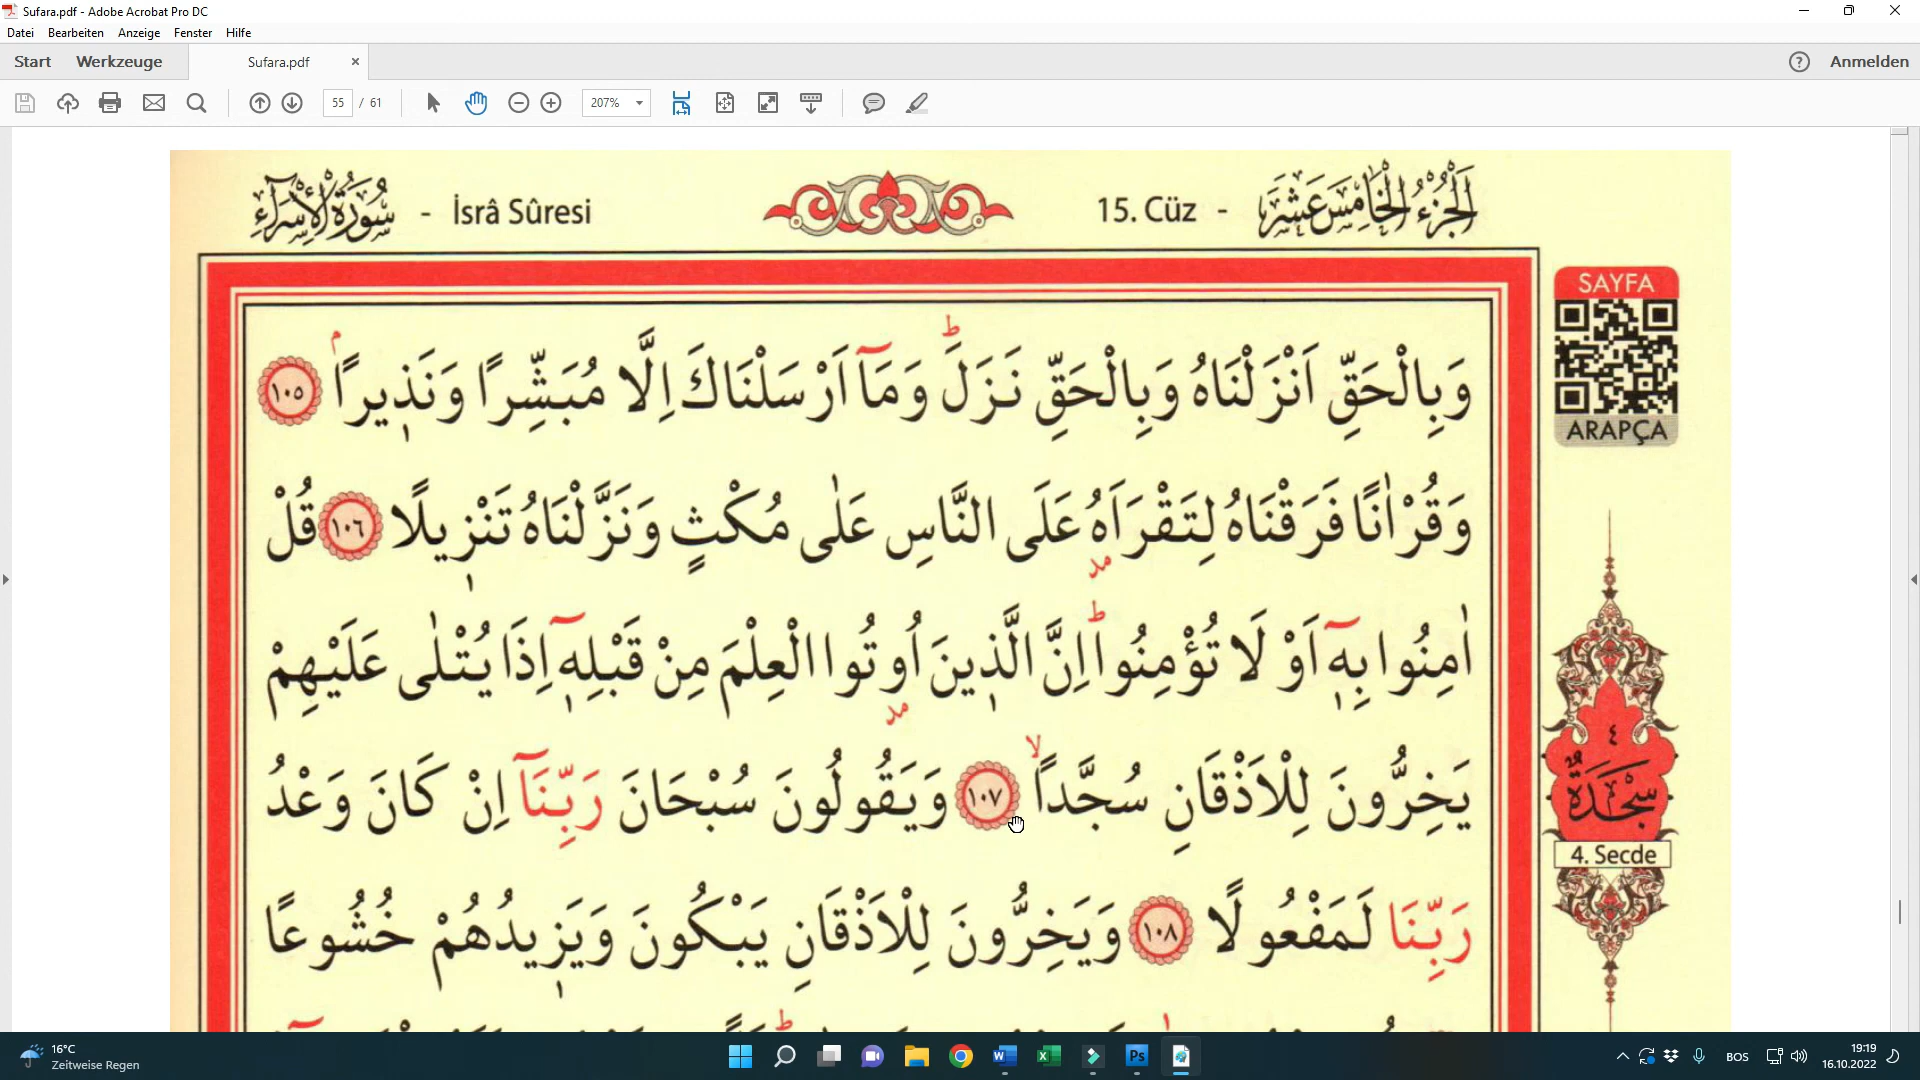 Sufara.pdf - Adobe Acrobat Pro DC
Datei Bearbeiten Anzeige Fenster Hilfe
Start Werkzeuge Sufara.pdf Anmelden
55 / 61 207%
سُورَةُ الْإِسْرَاءِ - İsrâ Sûresi 15. Cüz - اَلْجُزْءُ الْخَامِسَ عَشَرَ
SAYFA
ARAPÇA
وَبِالْحَقِّ اَنْزَلْنَاهُ وَبِالْحَقِّ نَزَلَۜ وَمَٓا اَرْسَلْنَاكَ اِلَّا مُبَشِّرًا وَنَذٖيرًاۢ ١٠٥
وَقُرْاٰنًا فَرَقْنَاهُ لِتَقْرَاَهُ عَلَى النَّاسِ عَلٰى مُكْثٍ وَنَزَّلْنَاهُ تَنْزٖيلًا ١٠٦ قُلْ
مد
اٰمِنُوا بِهٖٓ اَوْ لَا تُؤْمِنُواۜ اِنَّ الَّذٖينَ اُو۫تُوا الْعِلْمَ مِنْ قَبْلِهٖٓ اِذَا يُتْلٰى عَلَيْهِمْ
مد
يَخِرُّونَ لِلْاَذْقَانِ سُجَّدًاۙ ١٠٧ وَيَقُولُونَ سُبْحَانَ رَبِّنَٓا اِنْ كَانَ وَعْدُ
رَبِّنَا لَمَفْعُولًا ١٠٨ وَيَخِرُّونَ لِلْاَذْقَانِ يَبْكُونَ وَيَزٖيدُهُمْ خُشُوعًا
٤
سَجْدَةٌ
4. Secde
16°C
Zeitweise Regen
BOS
19:19
16.10.2022